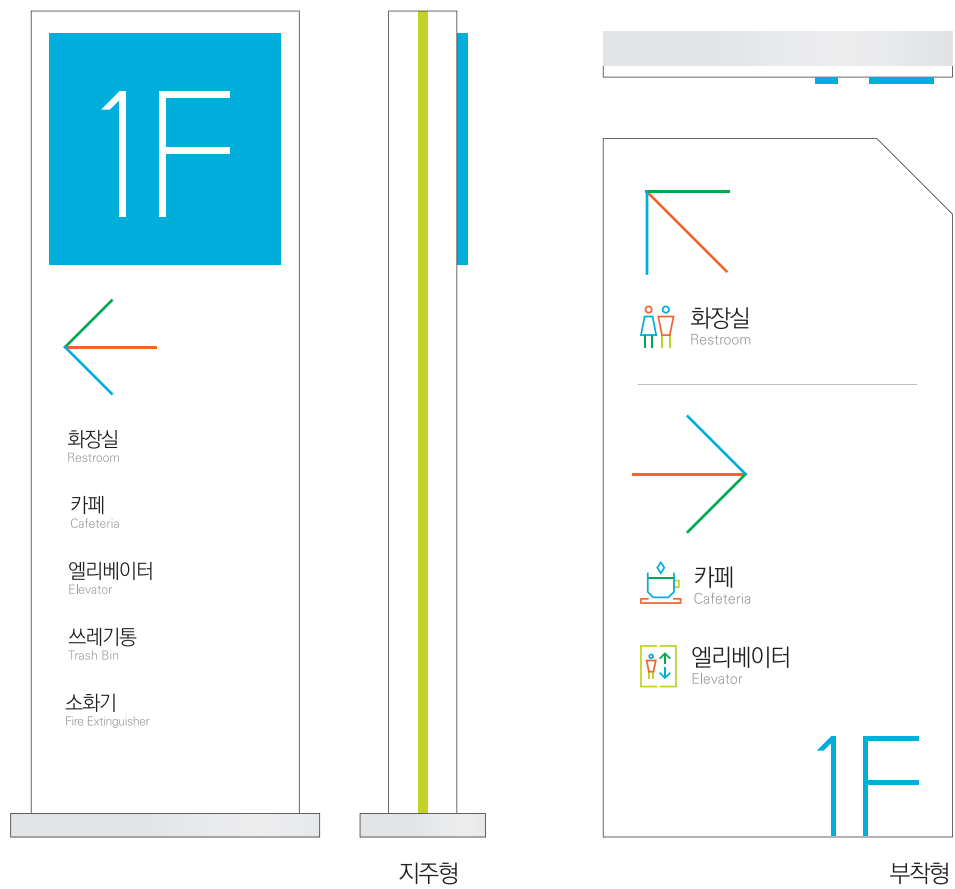 1F
화장실
Restroom
카페
Cafeteria
엘리베이터
Elevator
쓰레기통
Trash Bin
소화기
Fire Extinguisher
지주형
화장실
Restroom
카페
Cafeteria
엘리베이터
Elevator
1F
부착형